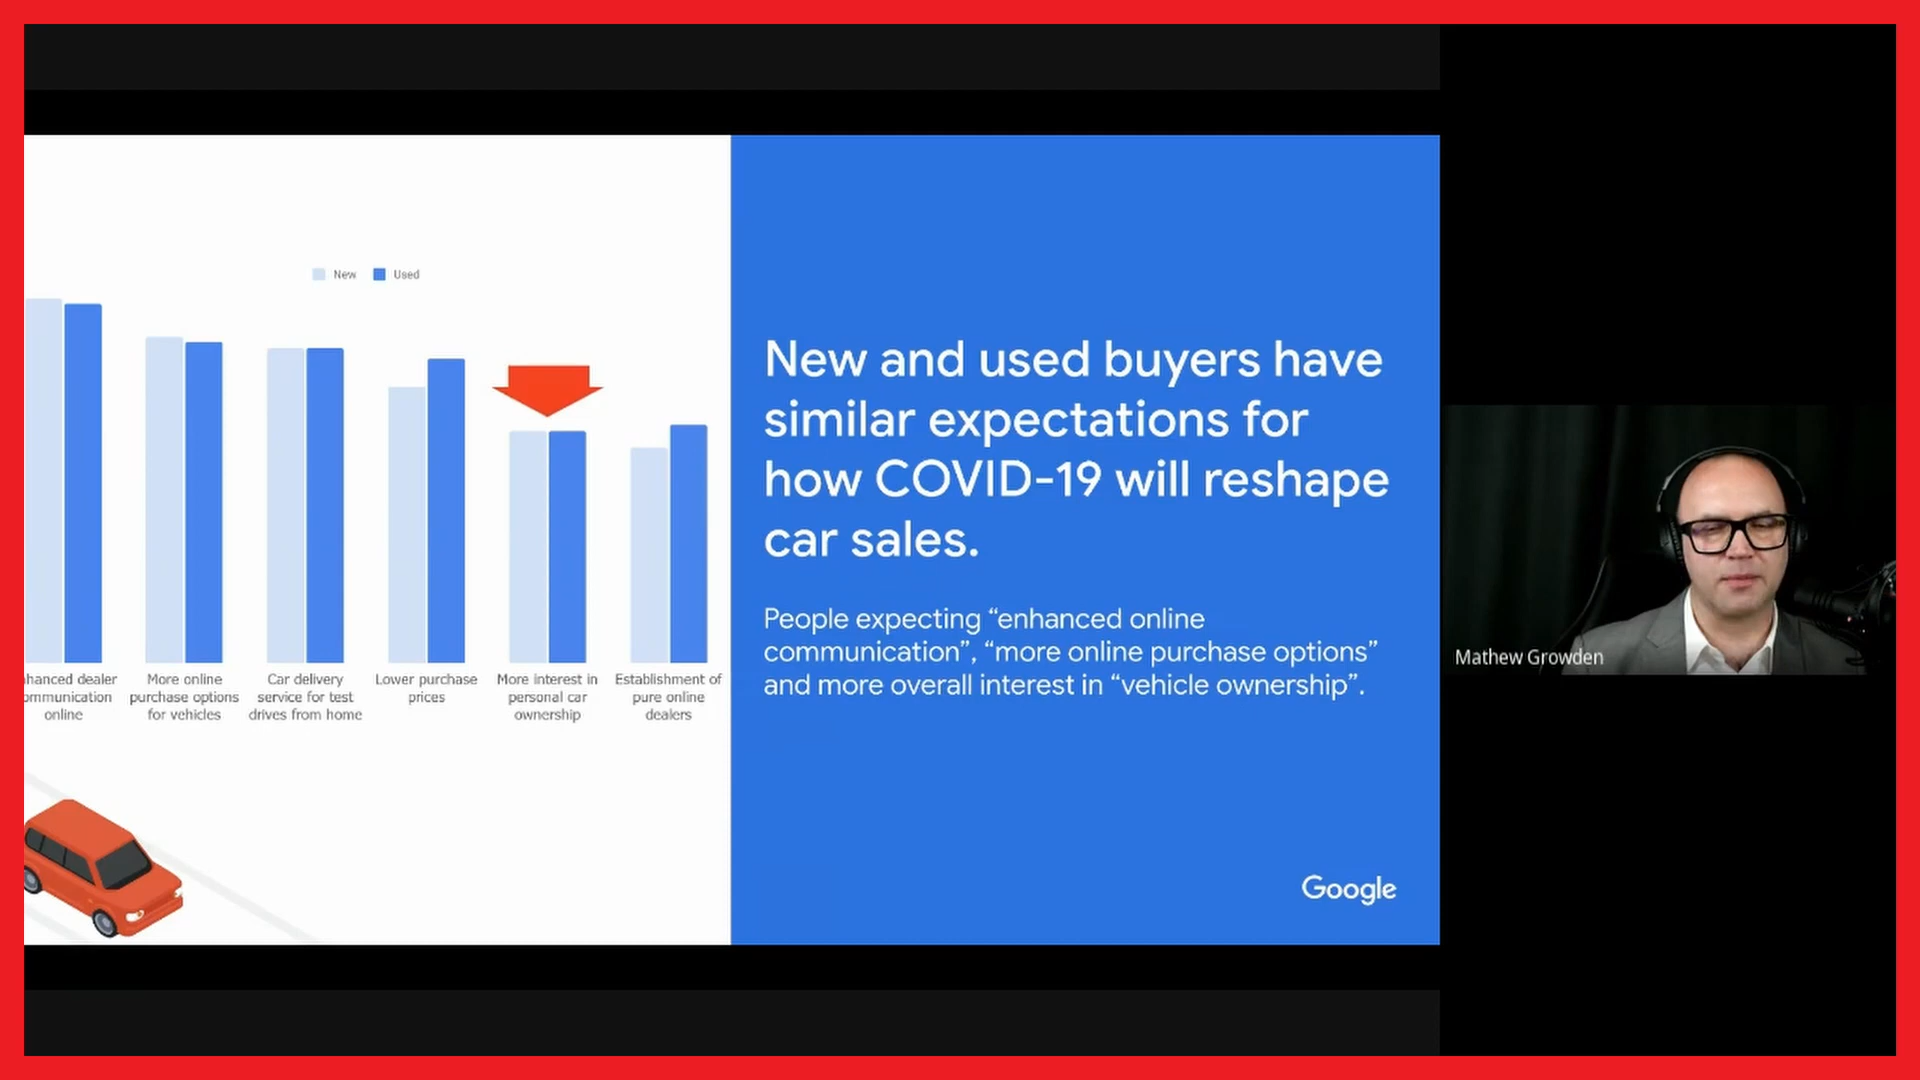 New
Used
New and used buyers have
similar expectations for
how COVID-19 will reshape
car sales.
People expecting “enhanced online
communication”, “more online purchase options”
and more overall interest in “vehicle ownership”.
nhanced dealer
ommunication
online
More online
purchase options
for vehicles
Car delivery
service for test
drives from home
Lower purchase
prices
More interest in
personal car
ownership
Establishment of
pure online
dealers
Google
Mathew Growden